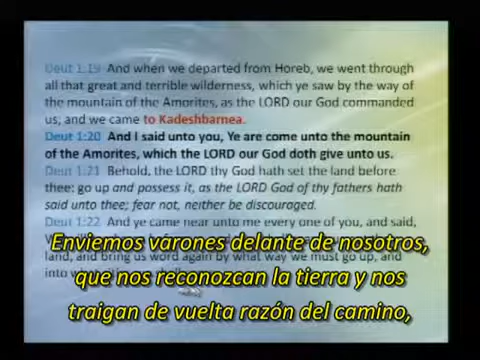 Deut 1:19 And when we departed from Horeb, we went through
all that great and terrible wilderness, which ye saw by the way
of the mountain of the Amorites, as the LORD our God commanded
us; and we came to Kadeshbarnea.
Deut 1:20 And I said unto you, Ye are come unto the mountain
of the Amorites, which the LORD our God doth give unto us.
Deut 1:21 Behold, the LORD thy God hath set the land before
thee: go up and possess it, as the LORD God of thy fathers hath
said unto thee; fear not, neither be discouraged.
Deut 1:22 And ye came near unto me every one of you, and said,
Enviemos varones delante de nosotros,
land, and bring us word again by what way we must go up, and
into
que nos reconozcan la tierra y nos
traigan de vuelta razón del camino,